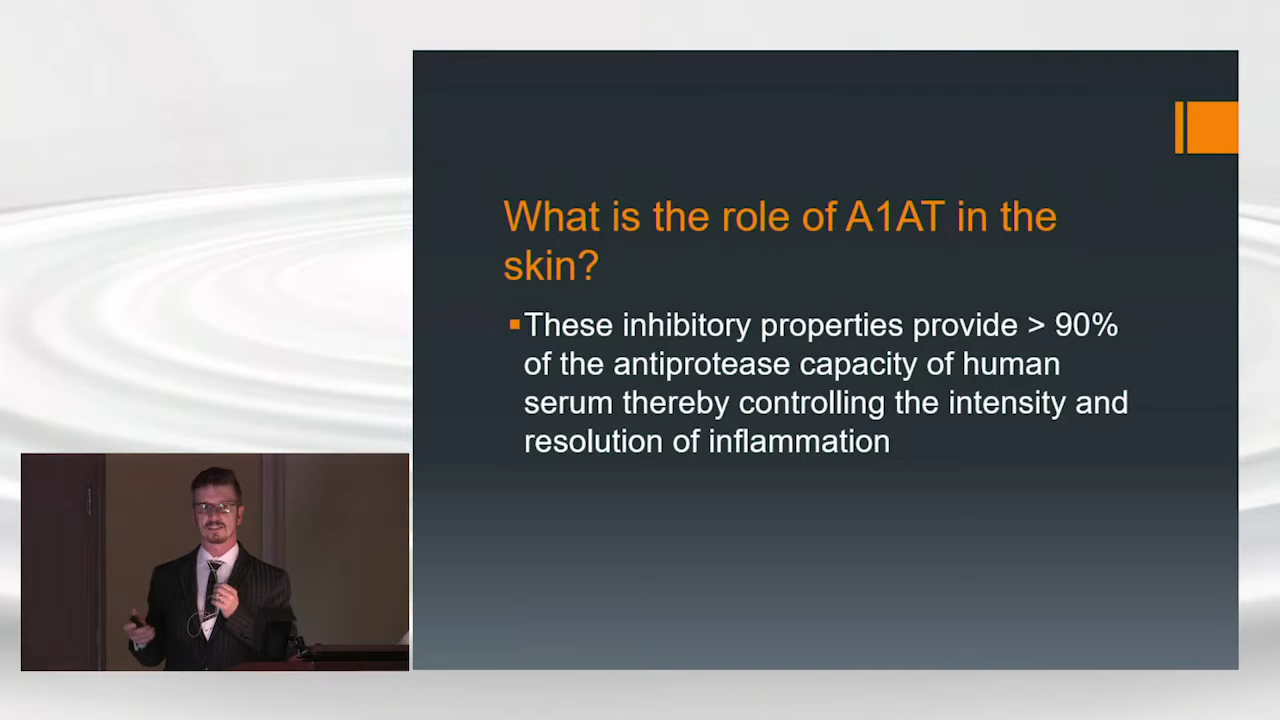 What is the role of A1AT in the
skin?
These inhibitory properties provide > 90%
of the antiprotease capacity of human
serum thereby controlling the intensity and
resolution of inflammation